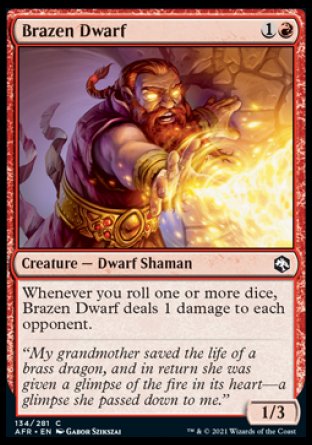 Brazen Dwarf 1
Creature — Dwarf Shaman
Whenever you roll one or more dice,
Brazen Dwarf deals 1 damage to each
opponent.
“My grandmother saved the life of a
brass dragon, and in return she was
given a glimpse of the fire in its heart—a
glimpse she passed down to me.”
1/3
134/281 C
AFR • EN Gabor Szikszai
™ & © 2021 Wizards of the Coast